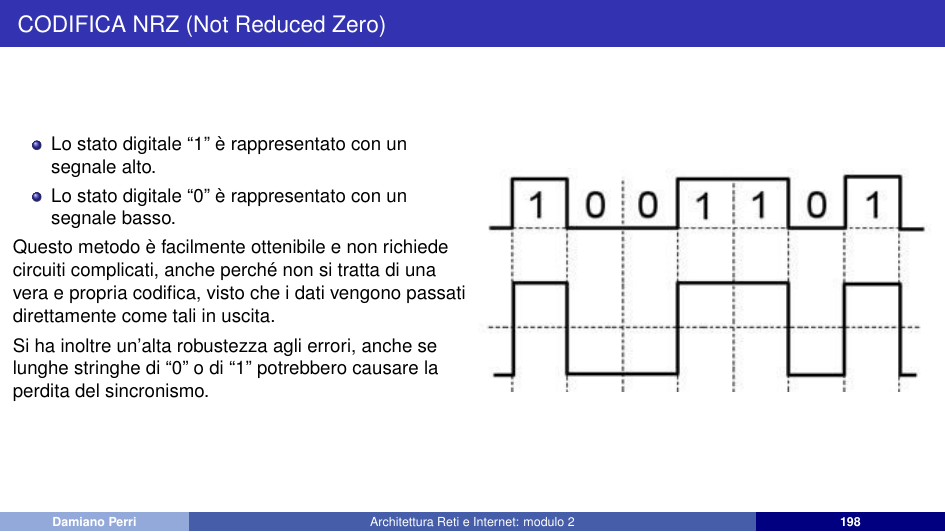 CODIFICA NRZ (Not Reduced Zero)
Lo stato digitale “1” è rappresentato con un
segnale alto.
Lo stato digitale “0” è rappresentato con un
segnale basso.
Questo metodo è facilmente ottenibile e non richiede
circuiti complicati, anche perché non si tratta di una
vera e propria codifica, visto che i dati vengono passati
direttamente come tali in uscita.
Si ha inoltre un’alta robustezza agli errori, anche se
lunghe stringhe di “0” o di “1” potrebbero causare la
perdita del sincronismo.
1 0 0 1 1 0 1
Damiano Perri
Architettura Reti e Internet: modulo 2
198